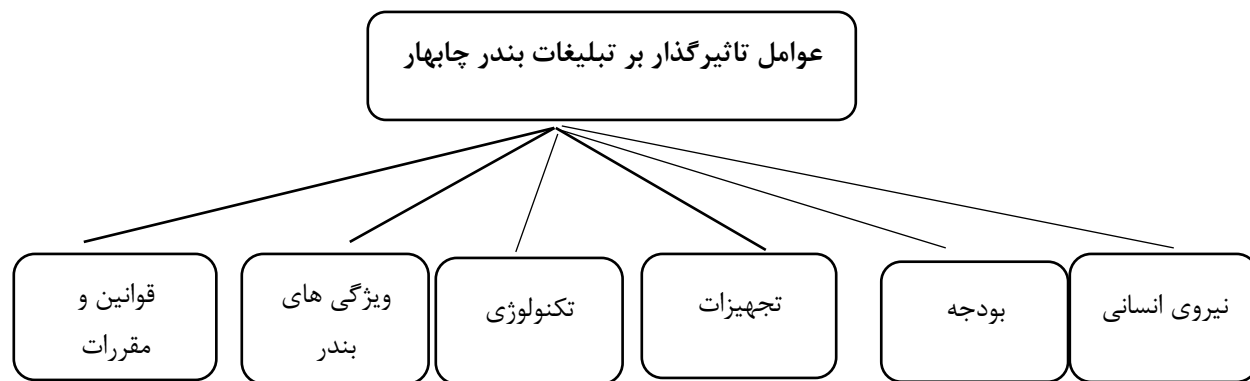 عوامل تاثیرگذار بر تبلیغات بندر چابهار
نیروی انسانی
بودجه
تجهیزات
تکنولوژی
ویژگی های
بندر
قوانین و
مقررات